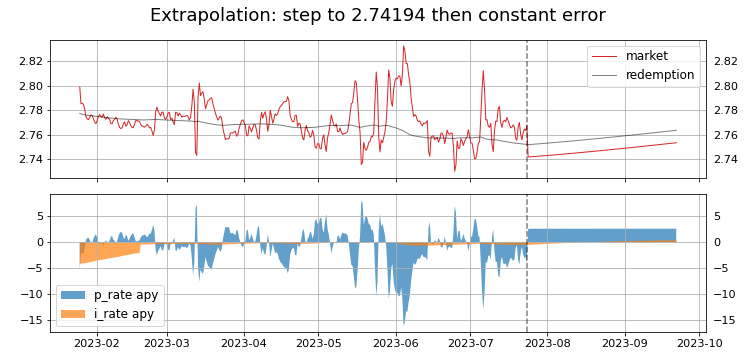 Extrapolation: step to 2.74194 then constant error
2.82 2.82
2.80 2.80
2.78 2.78
2.76 2.76
2.74 2.74
market
redemption
5 5
0 0
−5 −5
−10 −10
−15 −15
p_rate apy
i_rate apy
2023-02 2023-03 2023-04 2023-05 2023-06 2023-07 2023-08 2023-09 2023-10